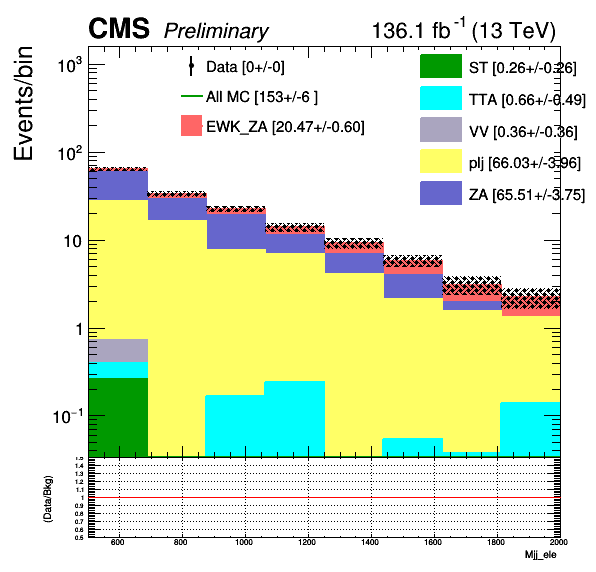 CMS Preliminary 136.1 fb⁻¹ (13 TeV)
Events/bin
10³
10²
10
1
10⁻¹
Data [0+/-0]
All MC [153+/-6 ]
EWK_ZA [20.47+/-0.60]
ST [0.26+/-0.26]
TTA [0.66+/-0.49]
VV [0.36+/-0.36]
plj [66.03+/-3.96]
ZA [65.51+/-3.75]
(Data/Bkg)
1.5
1.4
1.3
1.2
1.1
1
0.9
0.8
0.7
0.6
0.5
600 800 1000 1200 1400 1600 1800 2000
Mjj_ele